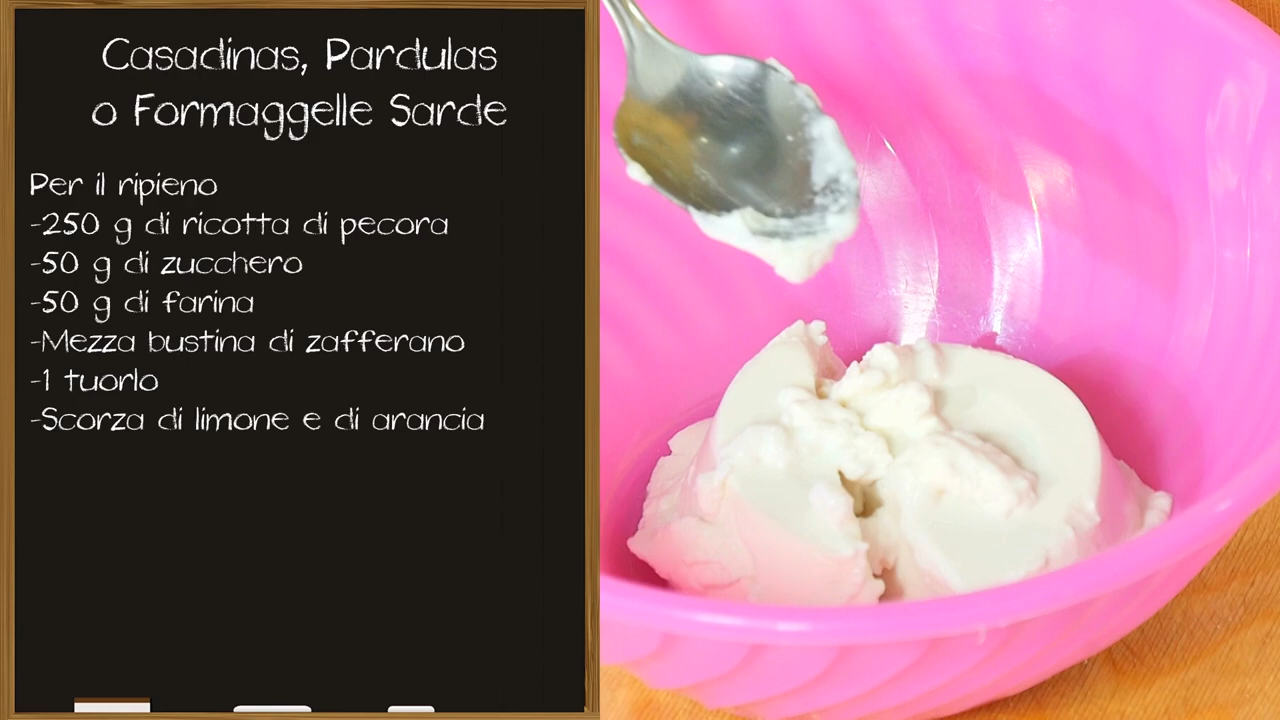 Casadinas, Pardulas
o Formaggelle Sarde
Per il ripieno
-250 g di ricotta di pecora
-50 g di zucchero
-50 g di farina
-Mezza bustina di zafferano
-1 tuorlo
-Scorza di limone e di arancia